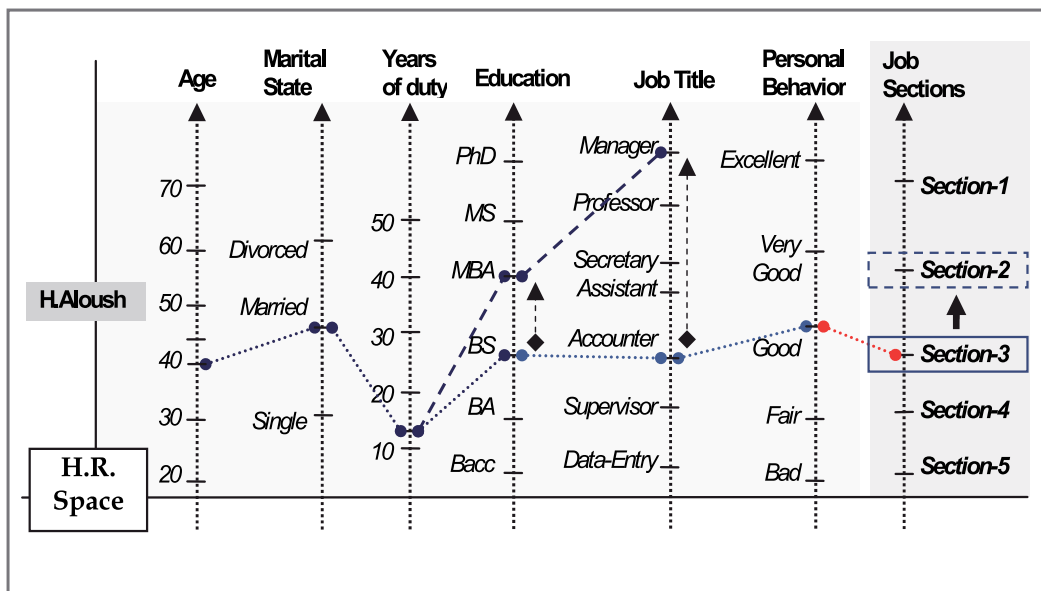 Age
Marital
State
Years
of duty
Education
Job Title
Personal
Behavior
Job
Sections
70
60
50
40
30
20
Divorced
Married
Single
50
40
30
20
10
PhD
MS
MBA
BS
BA
Bacc
Manager
Professor
Secretary
Assistant
Accounter
Supervisor
Data-Entry
Excellent
Very
Good
Good
Fair
Bad
Section-1
Section-2
Section-3
Section-4
Section-5
H.Aloush
H.R.
Space